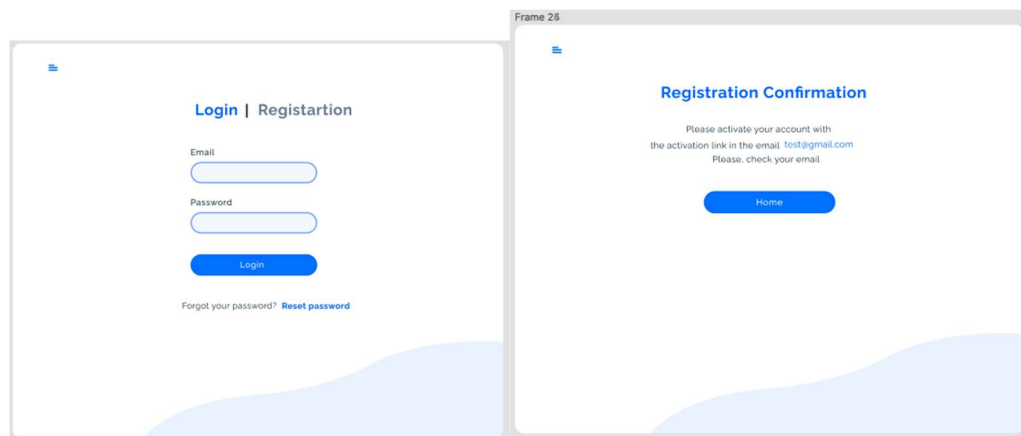 Frame 26
Login | Registartion
Email
Password
Login
Forgot your password? Reset password
Registration Confirmation
Please activate your account with
the activation link in the email test@gmail.com
Please, check your email
Home